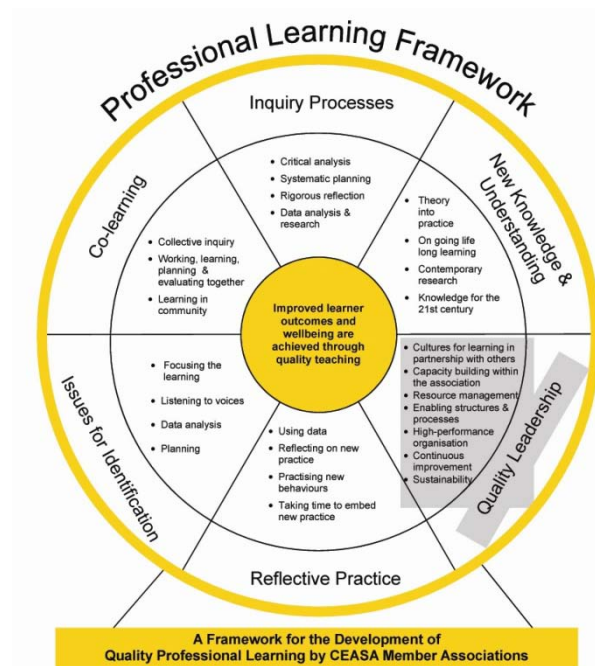 Professional Learning Framework
Inquiry Processes
• Critical analysis
• Systematic planning
• Rigorous reflection
• Data analysis &
research
New Knowledge &
Understanding
• Theory
into
practice
• On going life
long learning
• Contemporary
research
• Knowledge for the
21st century
Co-learning
• Collective inquiry
• Working, learning,
planning &
evaluating together
• Learning in
community
Improved learner
outcomes and
wellbeing are
achieved through
quality teaching
• Cultures for learning in
partnership with others
• Capacity building within
the association
• Resource management
• Enabling structures &
processes
• High-performance
organisation
• Continuous
improvement
• Sustainability
Quality Leadership
Issues for Identification
• Focusing the
learning
• Listening to voices
• Data analysis
• Planning
• Using data
• Reflecting on new
practice
• Practising new
behaviours
• Taking time to embed
new practice
Reflective Practice
A Framework for the Development of
Quality Professional Learning by CEASA Member Associations